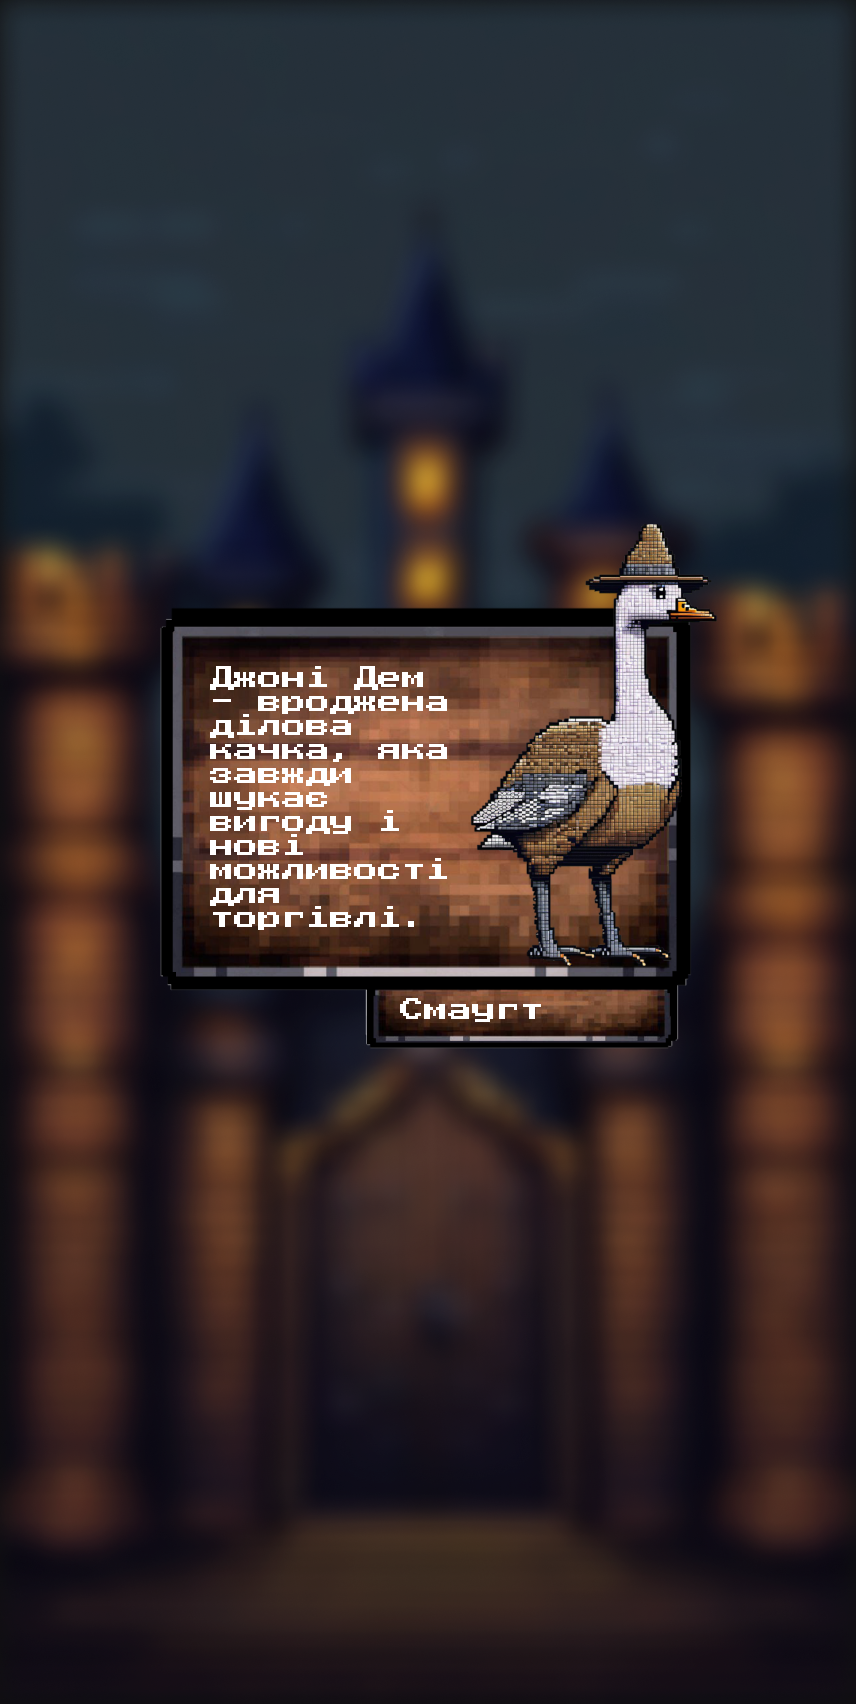 Джоні Дем
- вроджена
ділова
качка, яка
завжди
шукає
вигоду і
нові
можливості
для
торгівлі.
Смаугт